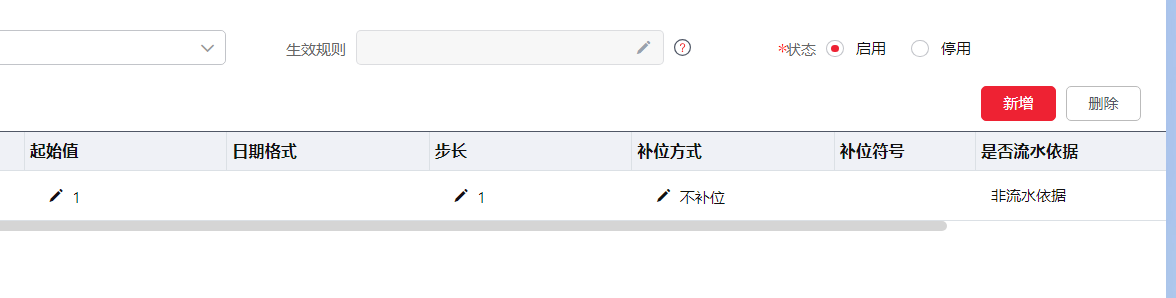 生效规则 ? *状态 启用 停用
新增 删除
起始值 日期格式 步长 补位方式 补位符号 是否流水依据
1 1 不补位 非流水依据